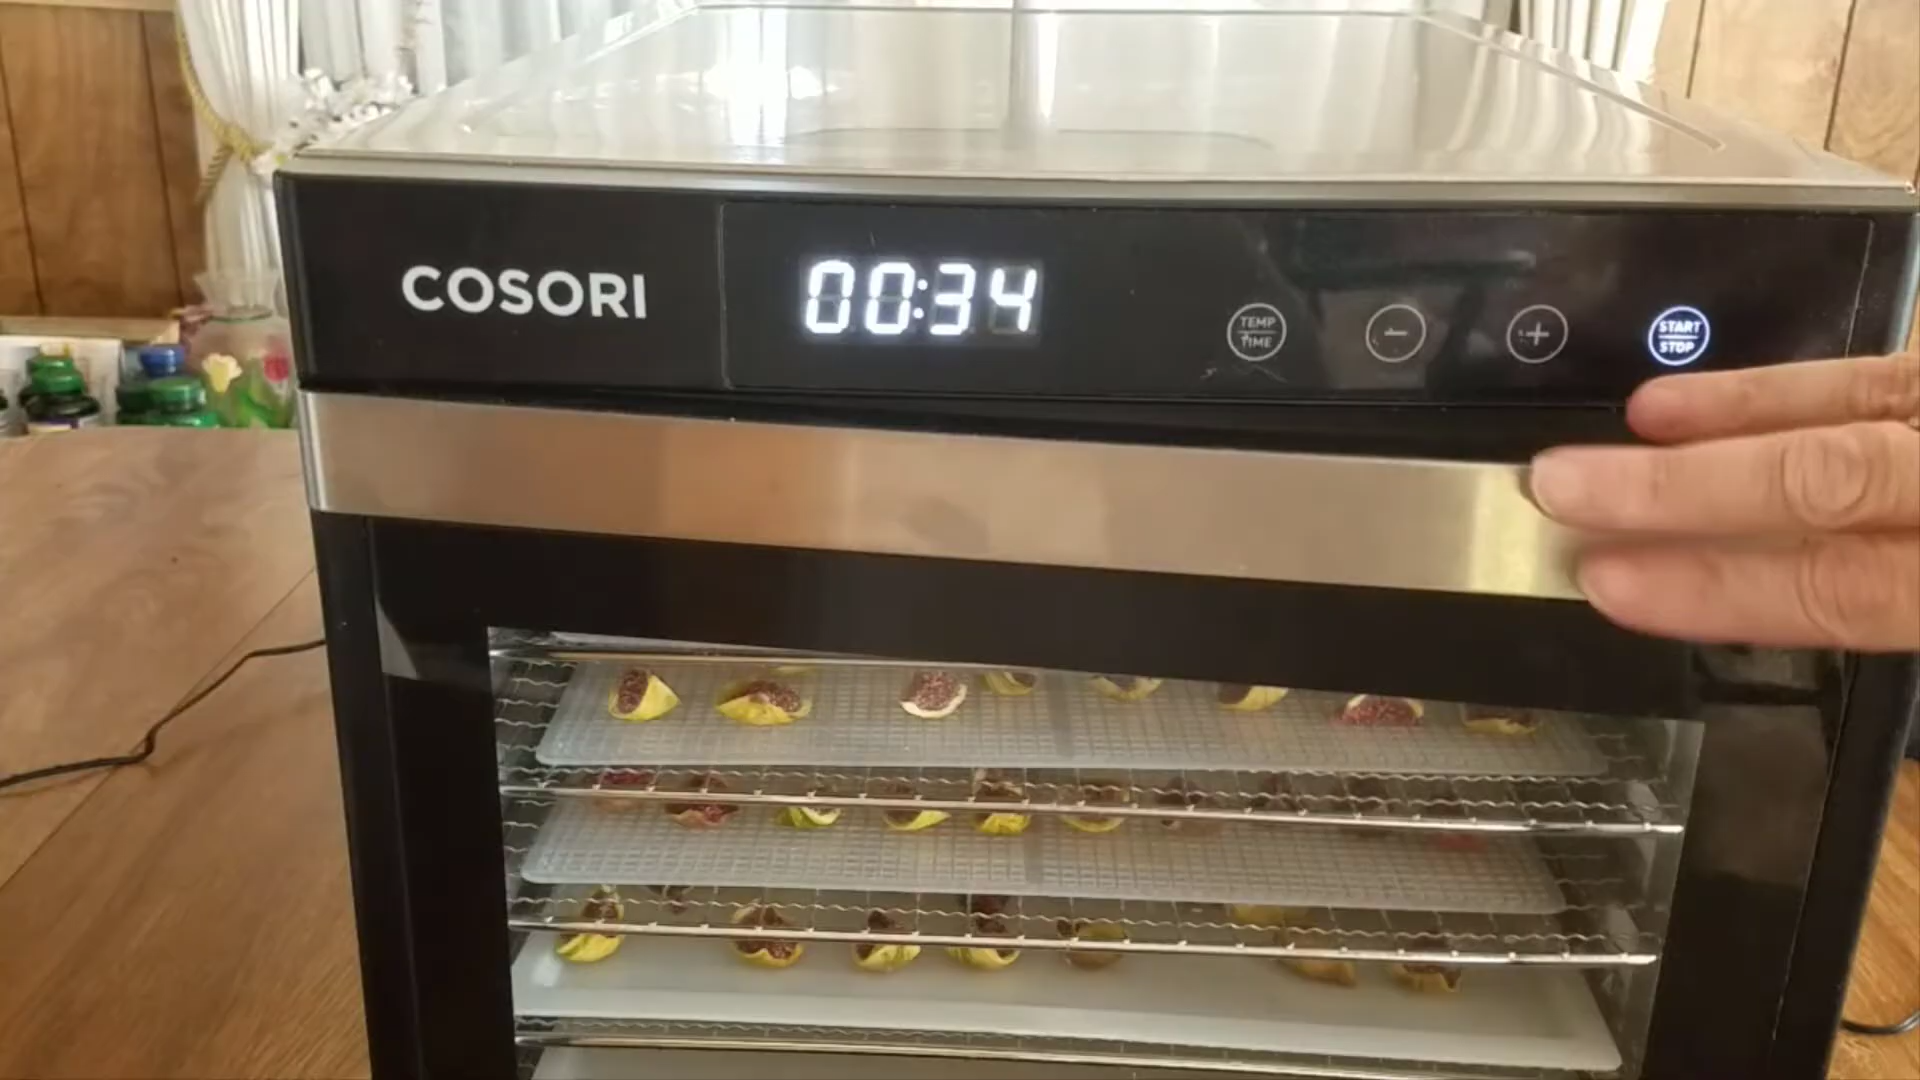 COSORI
00:34
TEMP
TIME
−
+
START
STOP